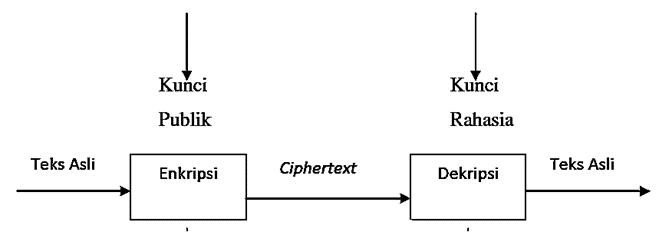 Kunci
Publik
Kunci
Rahasia
Teks Asli
Enkripsi
Ciphertext
Dekripsi
Teks Asli